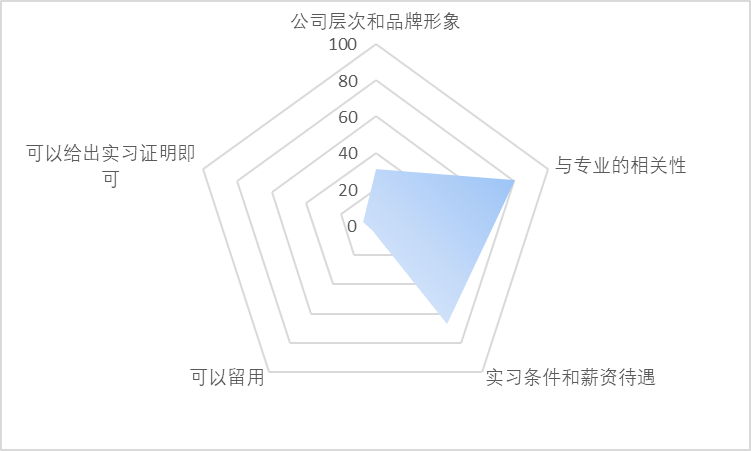 公司层次和品牌形象
100
80
60
40
20
0
与专业的相关性
实习条件和薪资待遇
可以留用
可以给出实习证明即
可